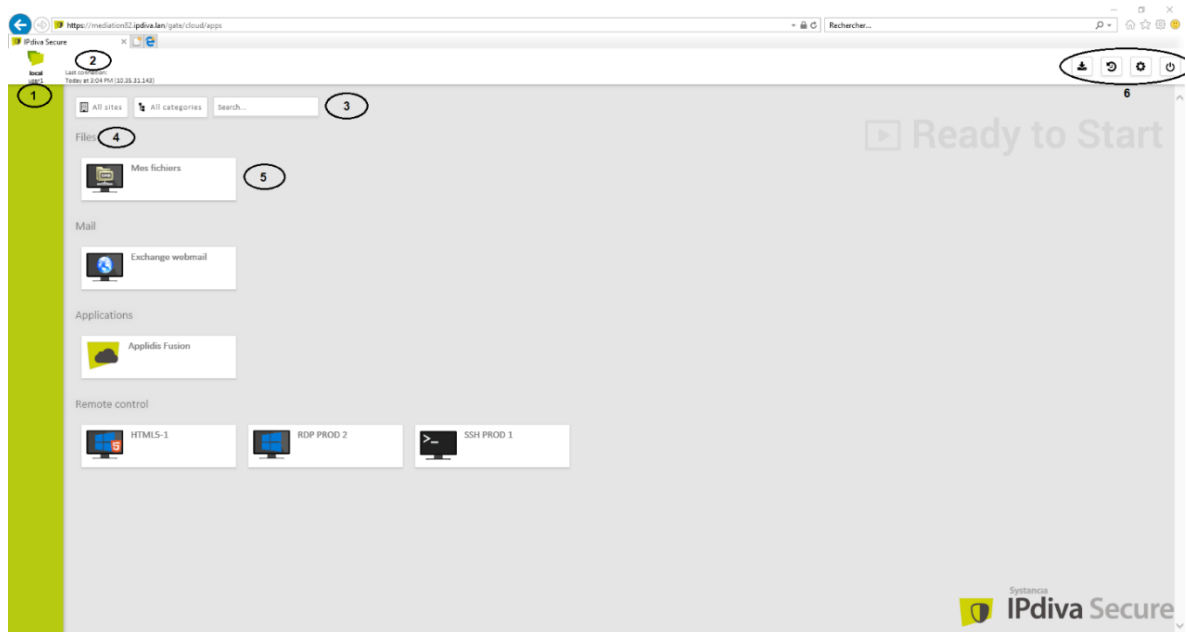 https://mediation82.ipdiva.lan/gate/cloud/apps
Rechercher...
IPdiva Secure
2
local
user1
Last connection:
Today at 3:04 PM (10.35.31.143)
1
6
All sites
All categories
Search...
3
Ready to Start
Files
4
Mes fichiers
5
Mail
Exchange webmail
Applications
Applidis Fusion
Remote control
HTML5-1
RDP PROD 2
SSH PROD 1
Systancia
IPdiva Secure